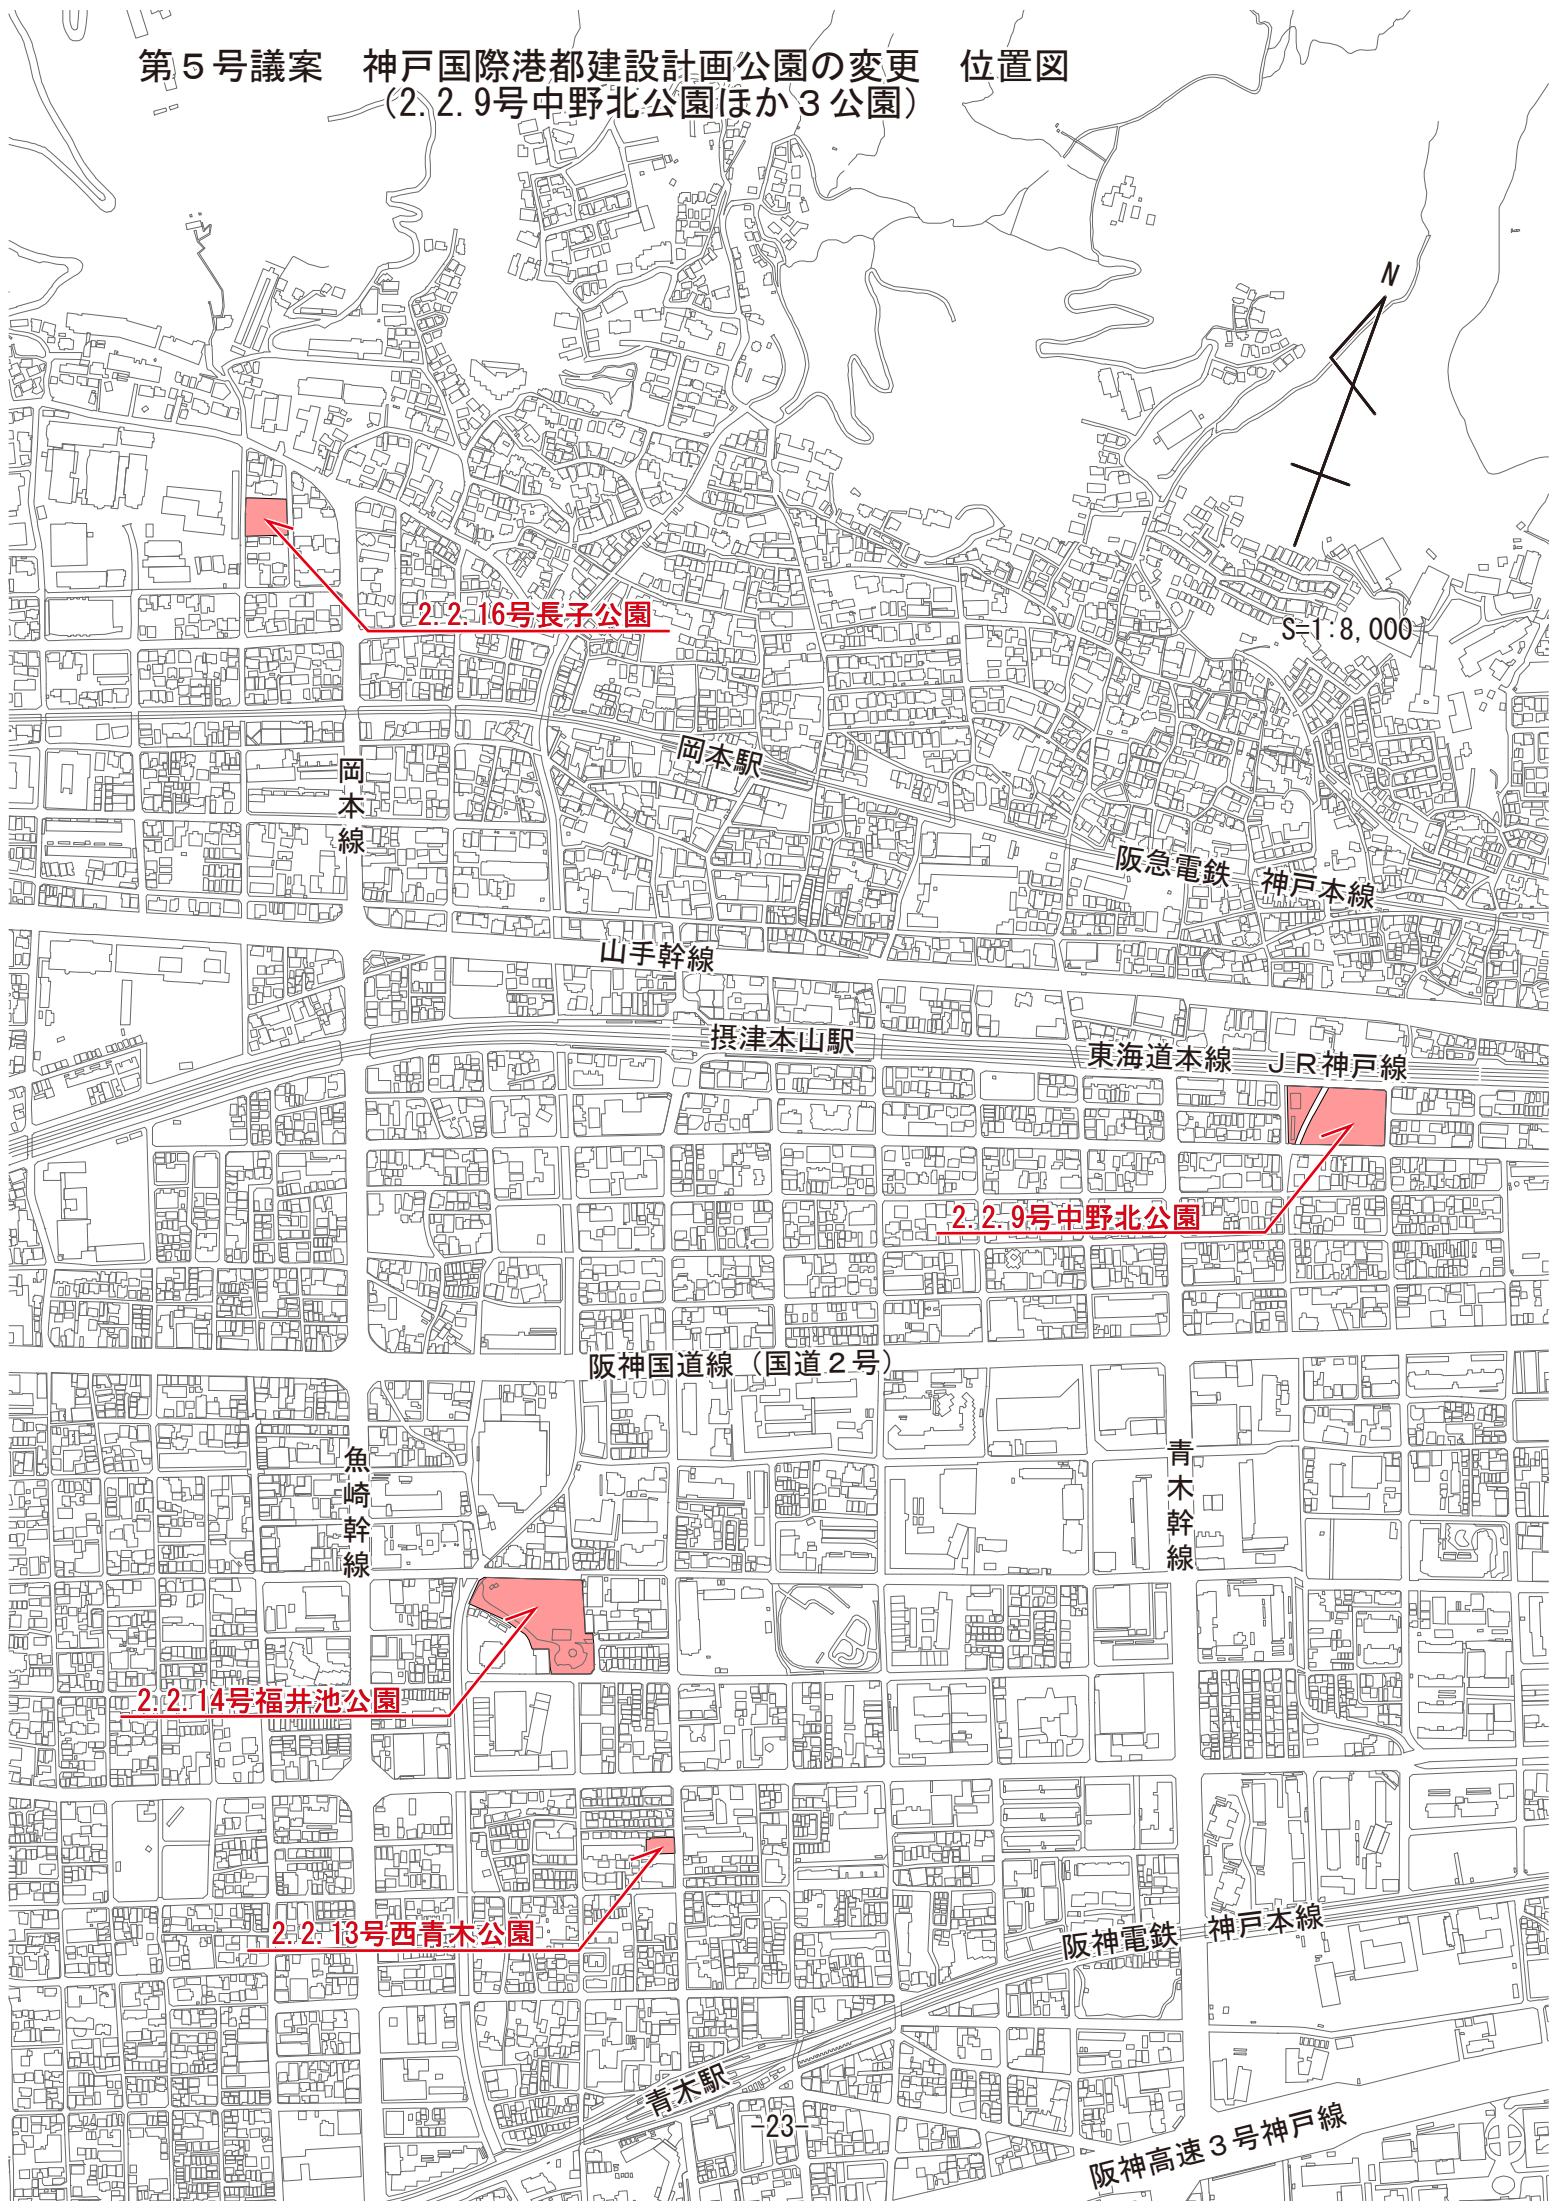 第５号議案　神戸国際港都建設計画公園の変更　位置図
（2.2.9号中野北公園ほか３公園）
N
S=1:8,000
2.2.16号長子公園
岡本駅
岡本線
阪急電鉄　神戸本線
山手幹線
摂津本山駅
東海道本線　ＪＲ神戸線
2.2.9号中野北公園
阪神国道線（国道２号）
魚崎幹線
青木幹線
2.2.14号福井池公園
2.2.13号西青木公園
阪神電鉄　神戸本線
青木駅
-23-
阪神高速３号神戸線